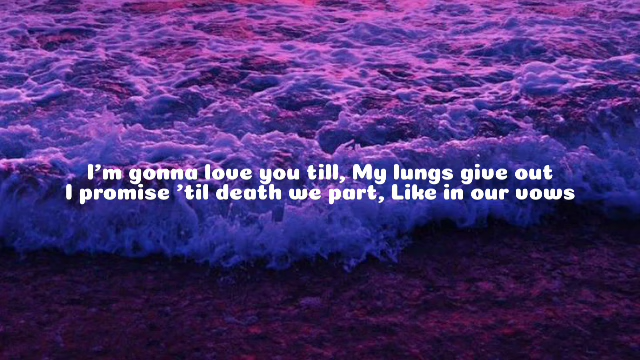 I'm gonna love you till, My lungs give out
I promise 'til death we part, Like in our vows